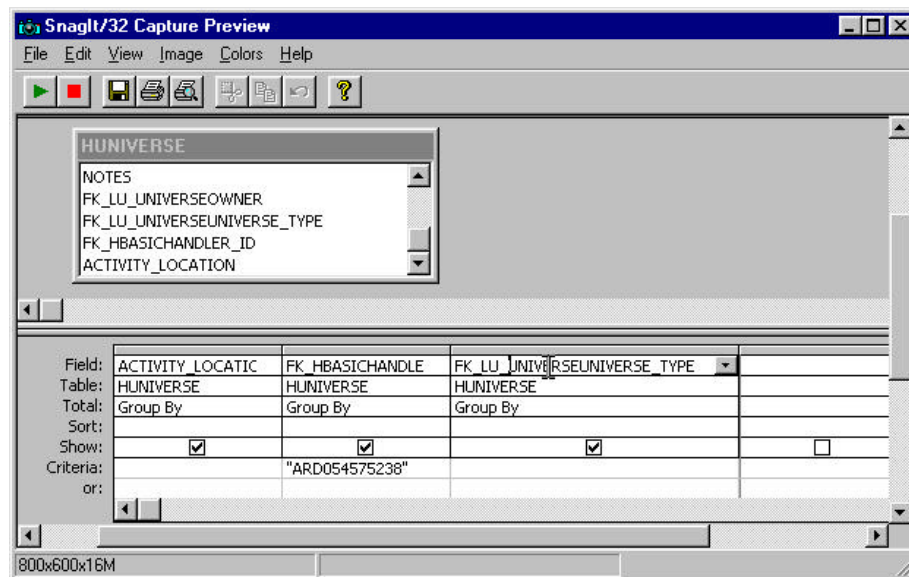 SnagIt/32 Capture Preview
File Edit View Image Colors Help
HUNIVERSE
NOTES
FK_LU_UNIVERSEOWNER
FK_LU_UNIVERSEUNIVERSE_TYPE
FK_HBASICHANDLER_ID
ACTIVITY_LOCATION
Field: ACTIVITY_LOCATIC FK_HBASICHANDLE FK_LU_UNIVERSEUNIVERSE_TYPE
Table: HUNIVERSE HUNIVERSE HUNIVERSE
Total: Group By Group By Group By
Sort:
Show:
Criteria: "ARD054575238"
or:
800x600x16M